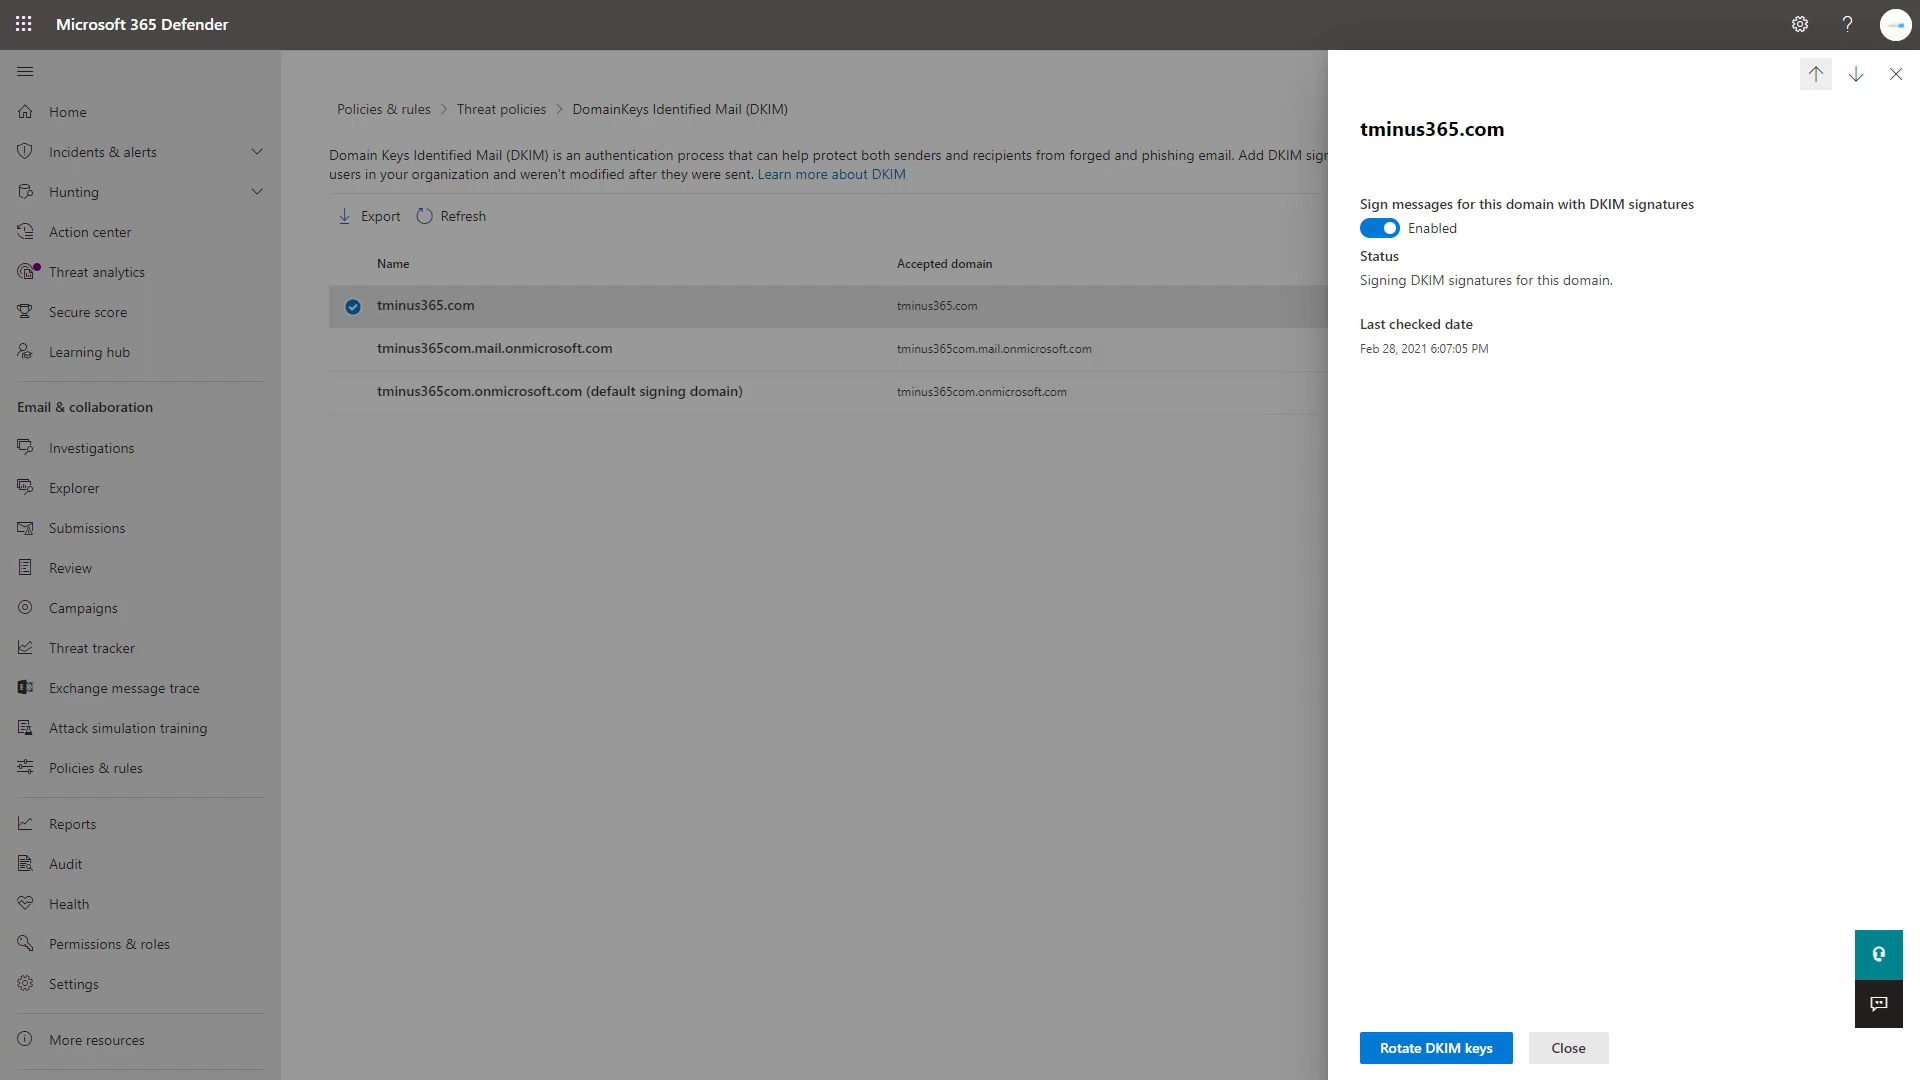 Microsoft 365 Defender
Home
Incidents & alerts
Hunting
Action center
Threat analytics
Secure score
Learning hub
Email & collaboration
Investigations
Explorer
Submissions
Review
Campaigns
Threat tracker
Exchange message trace
Attack simulation training
Policies & rules
Reports
Audit
Health
Permissions & roles
Settings
More resources
Policies & rules > Threat policies > DomainKeys Identified Mail (DKIM)
Domain Keys Identified Mail (DKIM) is an authentication process that can help protect both senders and recipients from forged and phishing email. Add DKIM sign
users in your organization and weren't modified after they were sent. Learn more about DKIM
Export Refresh
Name Accepted domain
tminus365.com tminus365.com
tminus365com.mail.onmicrosoft.com tminus365com.mail.onmicrosoft.com
tminus365com.onmicrosoft.com (default signing domain) tminus365com.onmicrosoft.com
tminus365.com
Sign messages for this domain with DKIM signatures
Enabled
Status
Signing DKIM signatures for this domain.
Last checked date
Feb 28, 2021 6:07:05 PM
Rotate DKIM keys Close